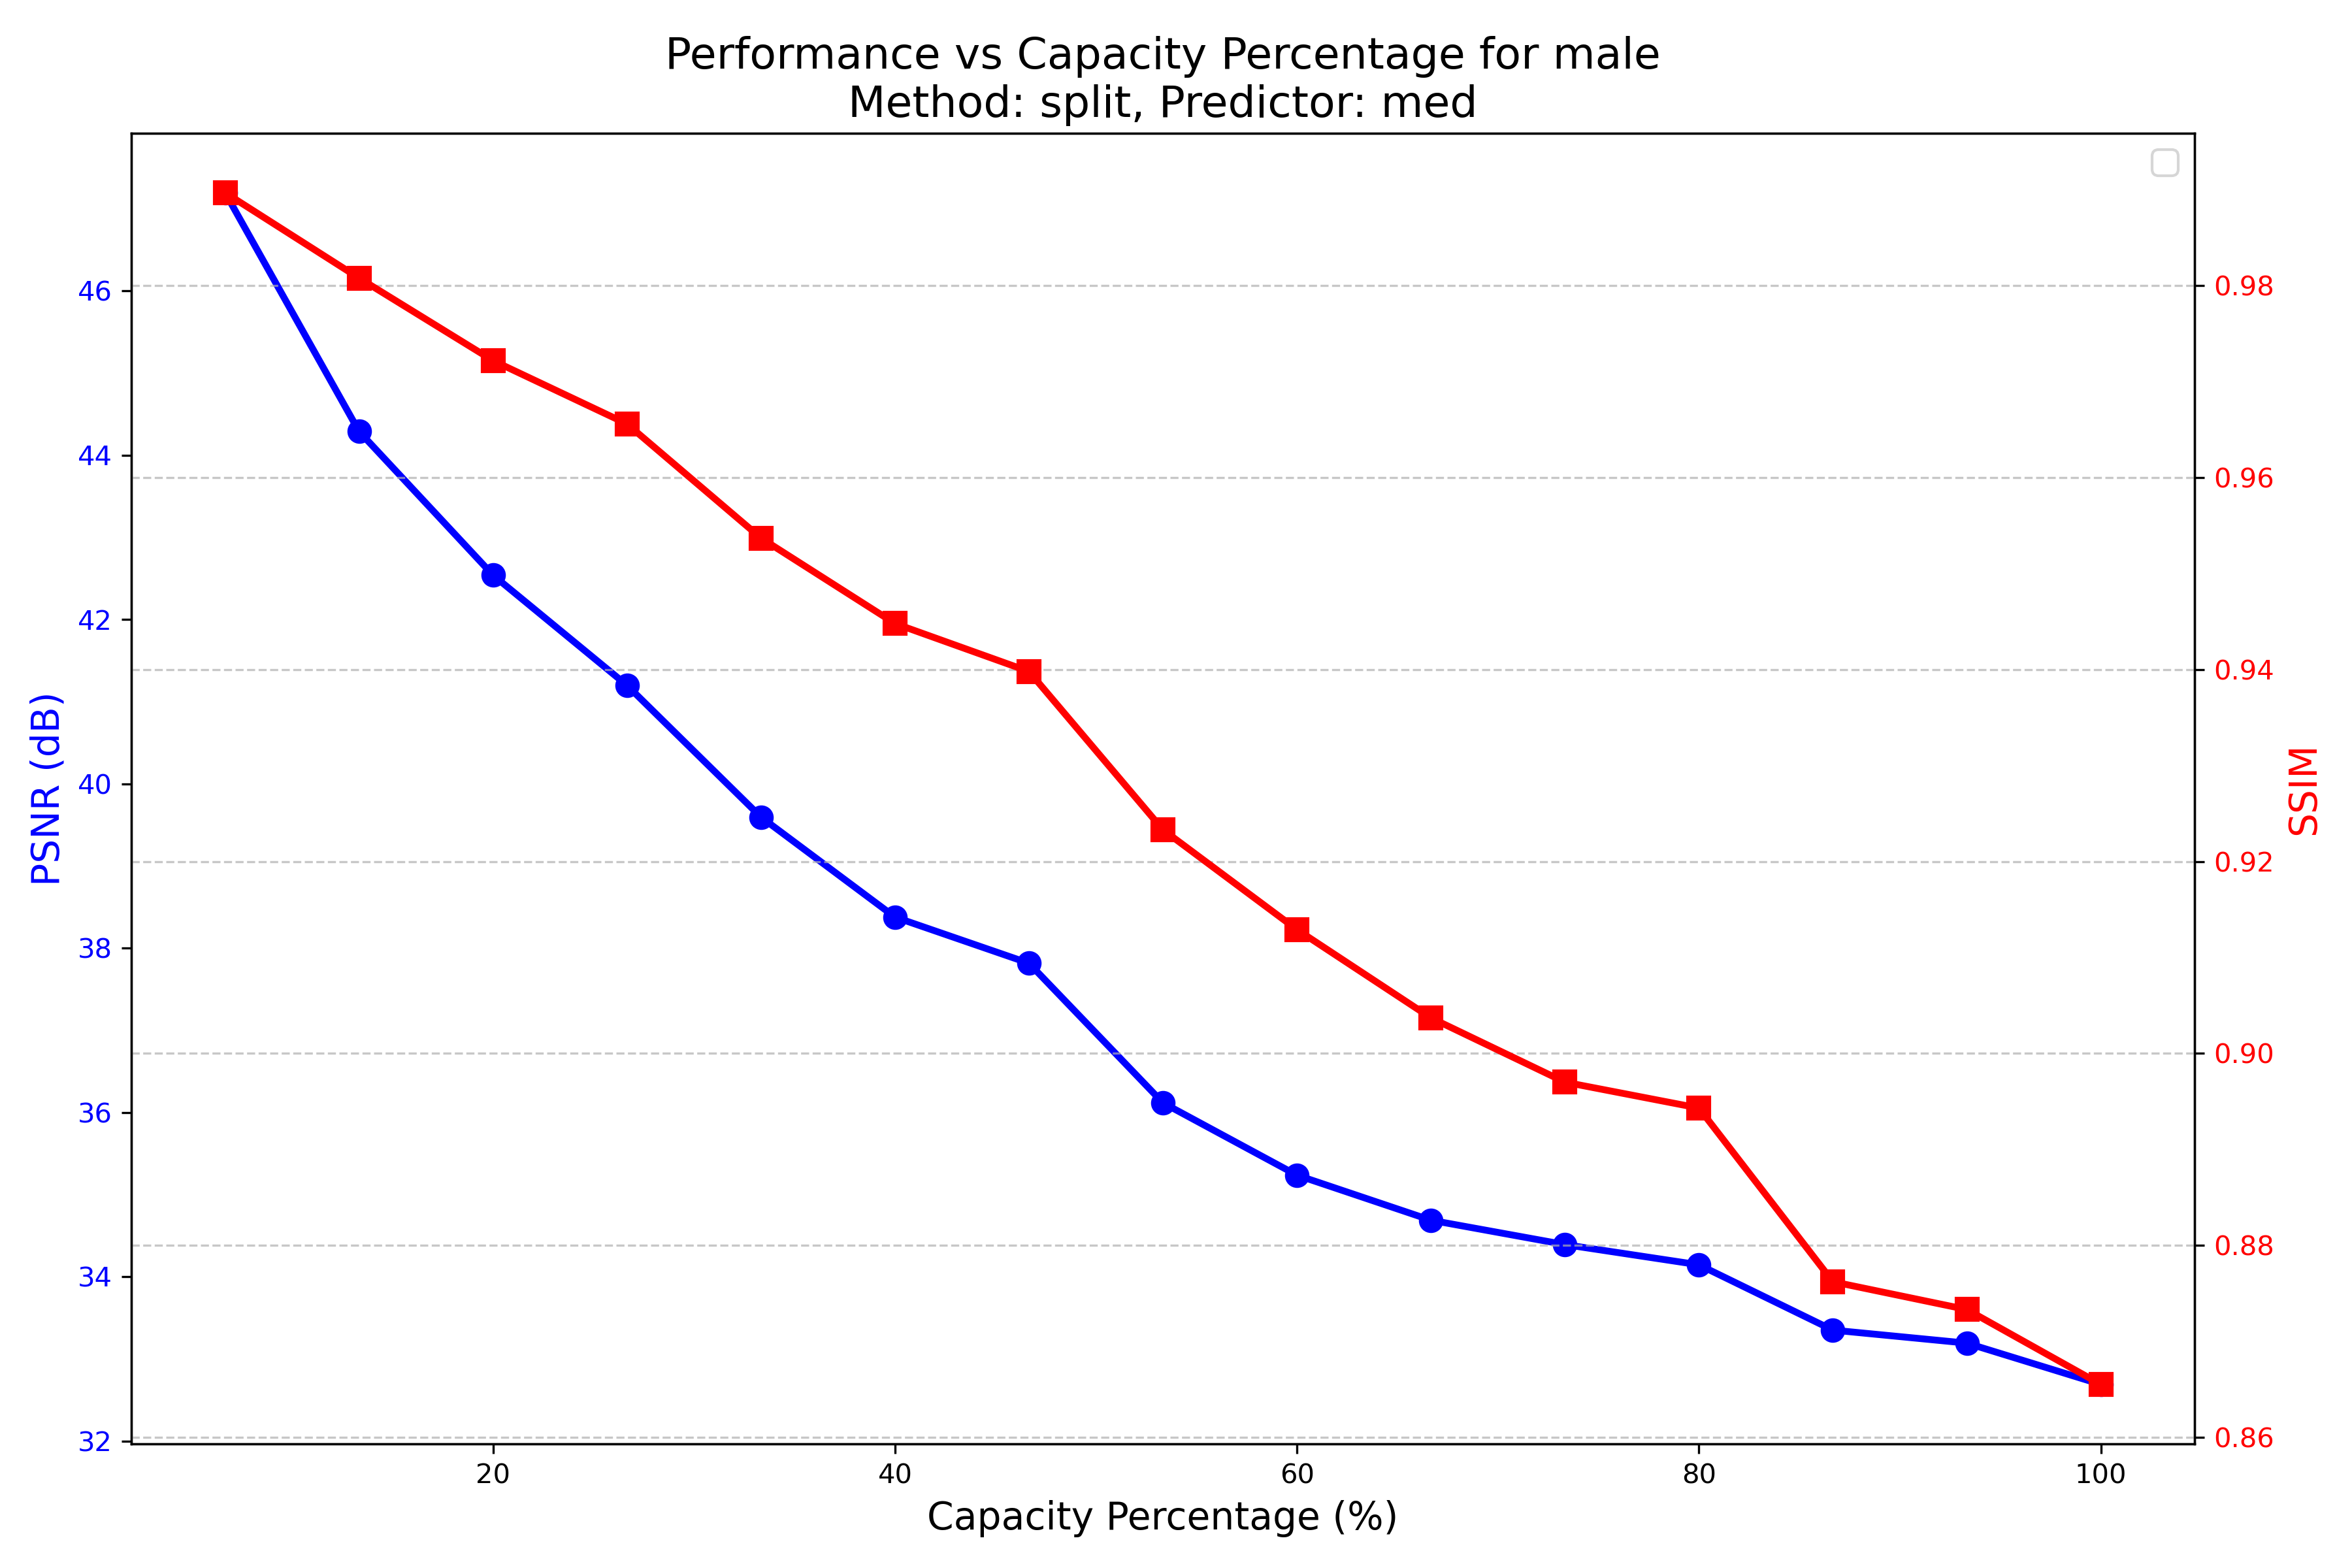 Performance vs Capacity Percentage for male
Method: split, Predictor: med
PSNR (dB)
46
44
42
40
38
36
34
32
0.98
0.96
0.94
0.92
0.90
0.88
0.86
SSIM
20 40 60 80 100
Capacity Percentage (%)